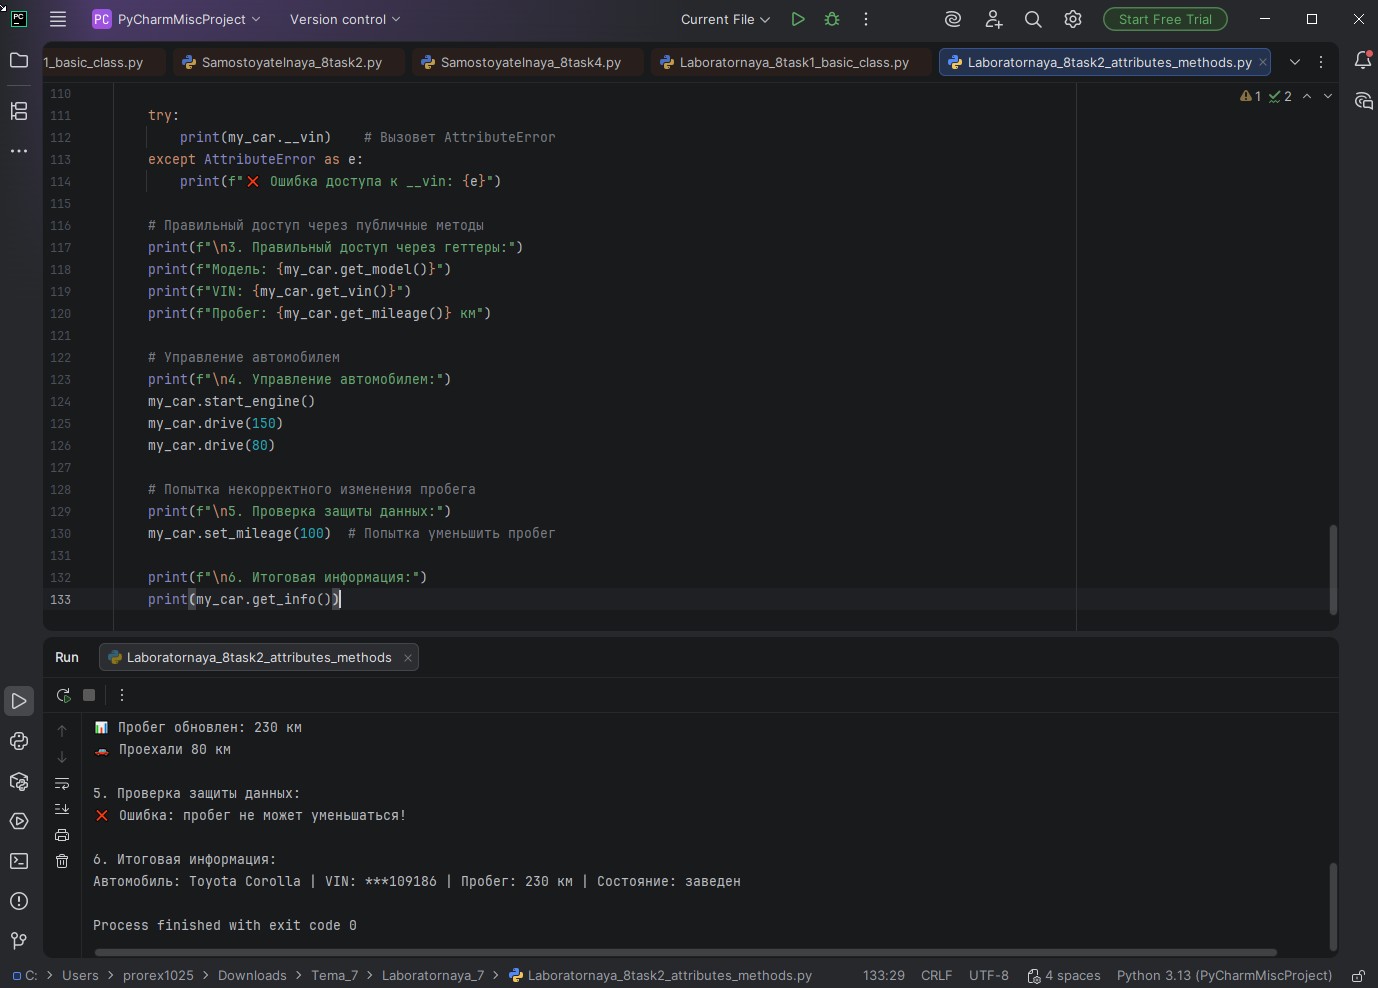 PC
PC PyCharmMiscProject
Version control
Current File
Start Free Trial
1_basic_class.py
Samostoyatelnaya_8task2.py
Samostoyatelnaya_8task4.py
Laboratornaya_8task1_basic_class.py
Laboratornaya_8task2_attributes_methods.py
1 2
110
111 try:
112 print(my_car.__vin) # Вызовет AttributeError
113 except AttributeError as e:
114 print(f"❌ Ошибка доступа к __vin: {e}")
115
116 # Правильный доступ через публичные методы
117 print(f"\n3. Правильный доступ через геттеры:")
118 print(f"Модель: {my_car.get_model()}")
119 print(f"VIN: {my_car.get_vin()}")
120 print(f"Пробег: {my_car.get_mileage()} км")
121
122 # Управление автомобилем
123 print(f"\n4. Управление автомобилем:")
124 my_car.start_engine()
125 my_car.drive(150)
126 my_car.drive(80)
127
128 # Попытка некорректного изменения пробега
129 print(f"\n5. Проверка защиты данных:")
130 my_car.set_mileage(100) # Попытка уменьшить пробег
131
132 print(f"\n6. Итоговая информация:")
133 print(my_car.get_info())
Run Laboratornaya_8task2_attributes_methods
📊 Пробег обновлен: 230 км
🚗 Проехали 80 км
5. Проверка защиты данных:
❌ Ошибка: пробег не может уменьшаться!
6. Итоговая информация:
Автомобиль: Toyota Corolla | VIN: ***109186 | Пробег: 230 км | Состояние: заведен
Process finished with exit code 0
C: > Users > prorex1025 > Downloads > Tema_7 > Laboratornaya_7 > Laboratornaya_8task2_attributes_methods.py
133:29 CRLF UTF-8 4 spaces Python 3.13 (PyCharmMiscProject)